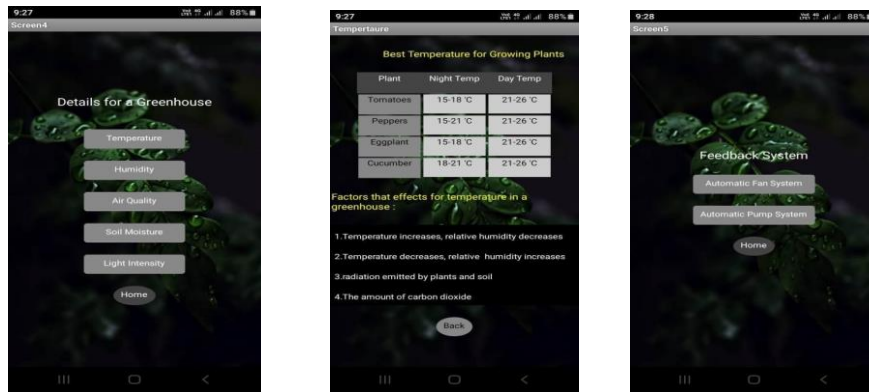 9:27
88%
Screen4
Details for a Greenhouse
Temperature
Humidity
Air Quality
Soil Moisture
Light Intensity
Home
9:27
88%
Tempertaure
Best Temperature for Growing Plants
Plant Night Temp Day Temp
Tomatoes 15-18 °C 21-26 °C
Peppers 15-21 °C 21-26 °C
Eggplant 15-18 °C 21-26 °C
Cucumber 18-21 °C 21-26 °C
Factors that effects for temperature in a
greenhouse :
1.Temperature increases, relative humidity decreases
2.Temperature decreases, relative humidity increases
3.radiation emitted by plants and soil
4.The amount of carbon dioxide
Back
9:28
88%
Screen5
Feedback System
Automatic Fan System
Automatic Pump System
Home